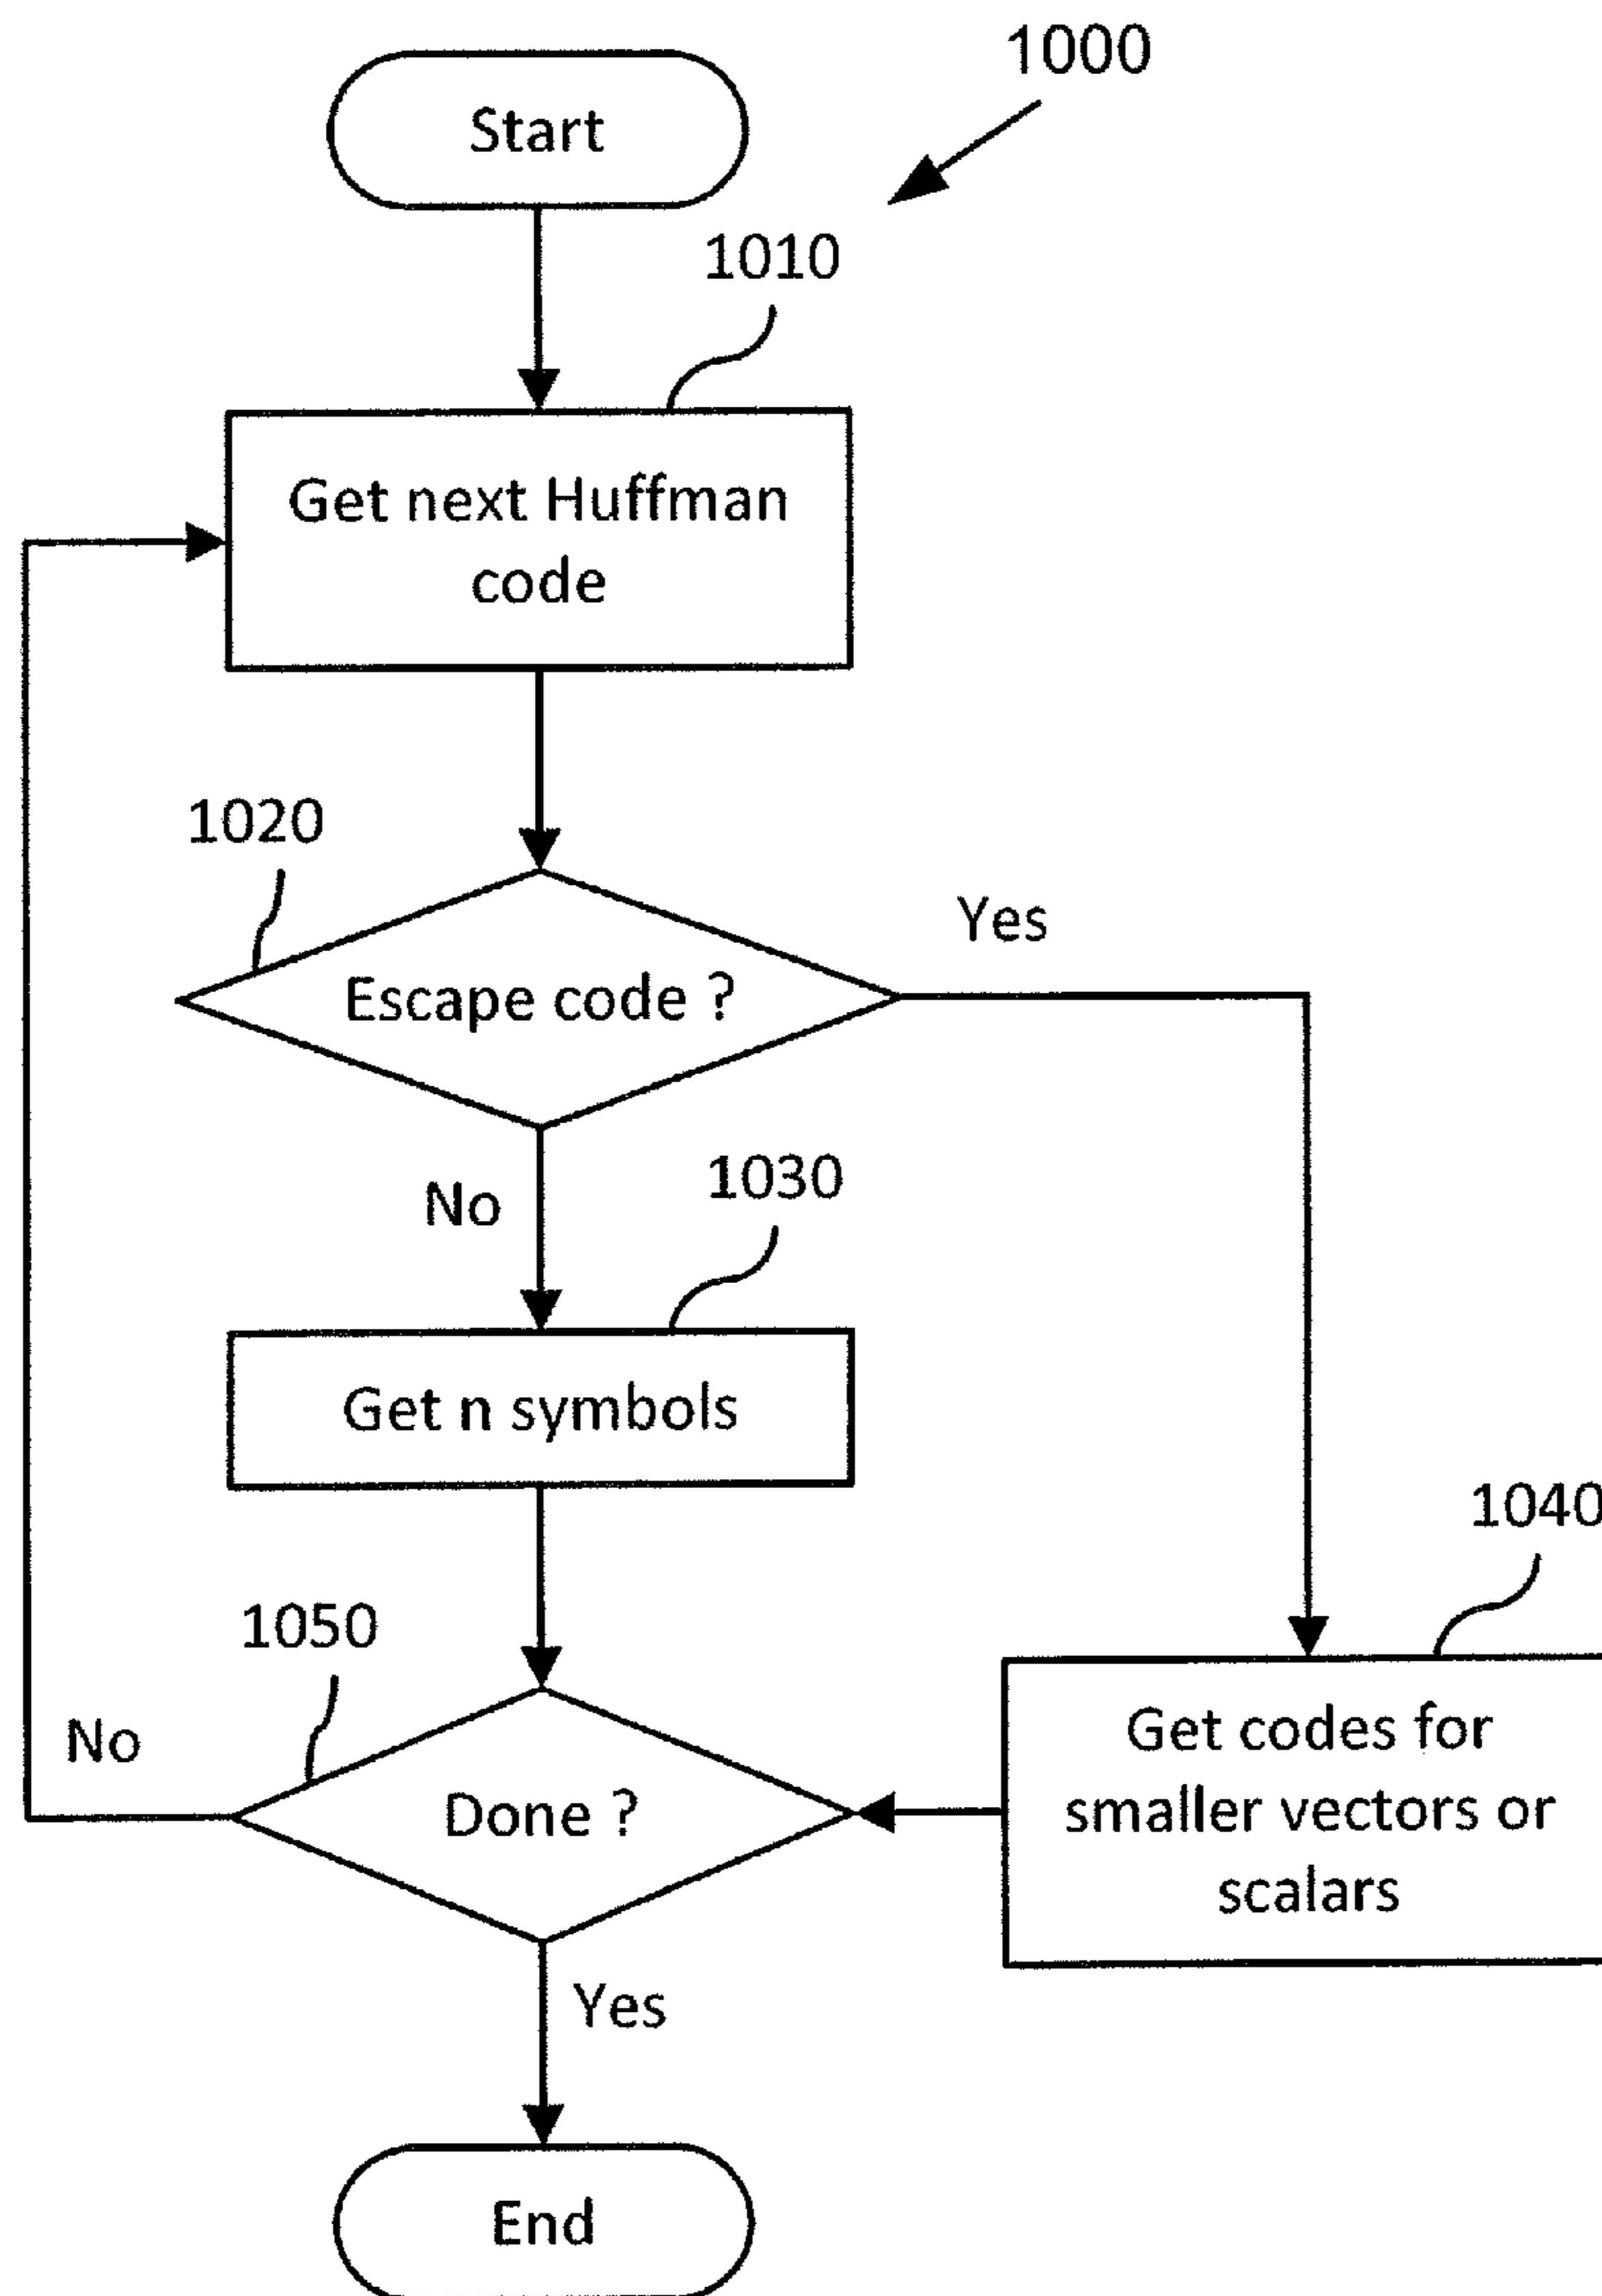 1000
Start
1010
Get next Huffman
code
1020
Yes
Escape code ?
No
1030
Get n symbols
1040
1050
No
Done ?
Get codes for
smaller vectors or
scalars
Yes
End